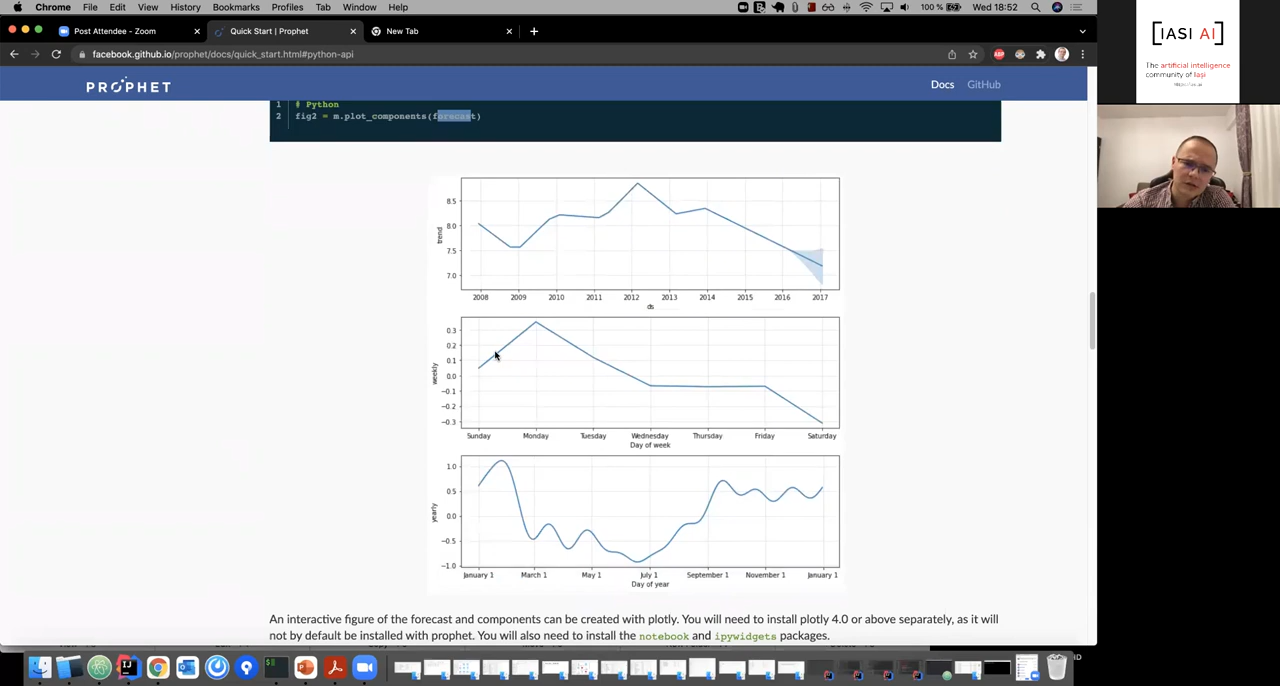 Chrome File Edit View History Bookmarks Profiles Tab Window Help 100 % Wed 18:52
Post Attendee - Zoom Quick Start | Prophet New Tab
facebook.github.io/prophet/docs/quick_start.html#python-api
PROPHET Docs GitHub
1 # Python
2 fig2 = m.plot_components(forecast)
8.5
8.0
7.5
7.0
trend
2008 2009 2010 2011 2012 2013 2014 2015 2016 2017
ds
0.3
0.2
0.1
0.0
−0.1
−0.2
−0.3
weekly
Sunday Monday Tuesday Wednesday Thursday Friday Saturday
Day of week
1.0
0.5
0.0
−0.5
−1.0
yearly
January 1 March 1 May 1 July 1 September 1 November 1 January 1
Day of year
An interactive figure of the forecast and components can be created with plotly. You will need to install plotly 4.0 or above separately, as it will
not by default be installed with prophet. You will also need to install the notebook and ipywidgets packages.
[IASI AI]
The artificial intelligence
community of Iași